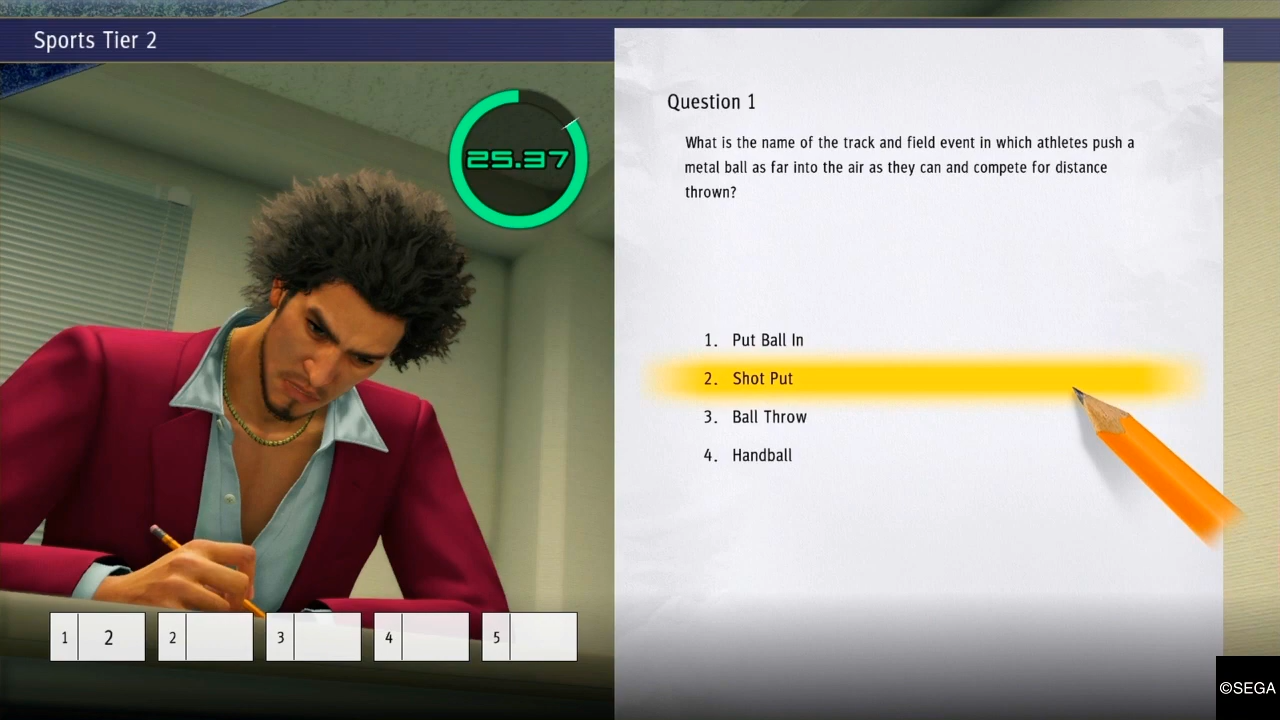 Sports Tier 2
25.37
Question 1
What is the name of the track and field event in which athletes push a
metal ball as far into the air as they can and compete for distance
thrown?
1. Put Ball In
2. Shot Put
3. Ball Throw
4. Handball
1 2 2 3 4 5
©SEGA